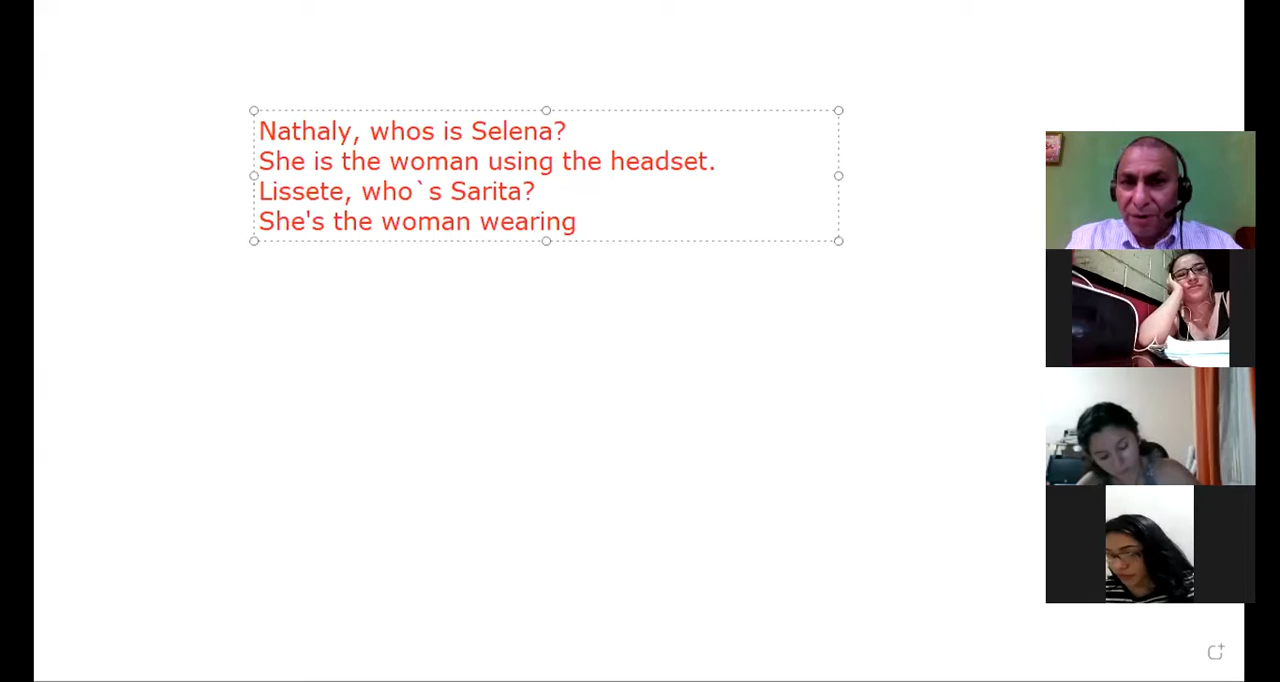 Nathaly, whos is Selena?
She is the woman using the headset.
Lissete, who`s Sarita?
She's the woman wearing